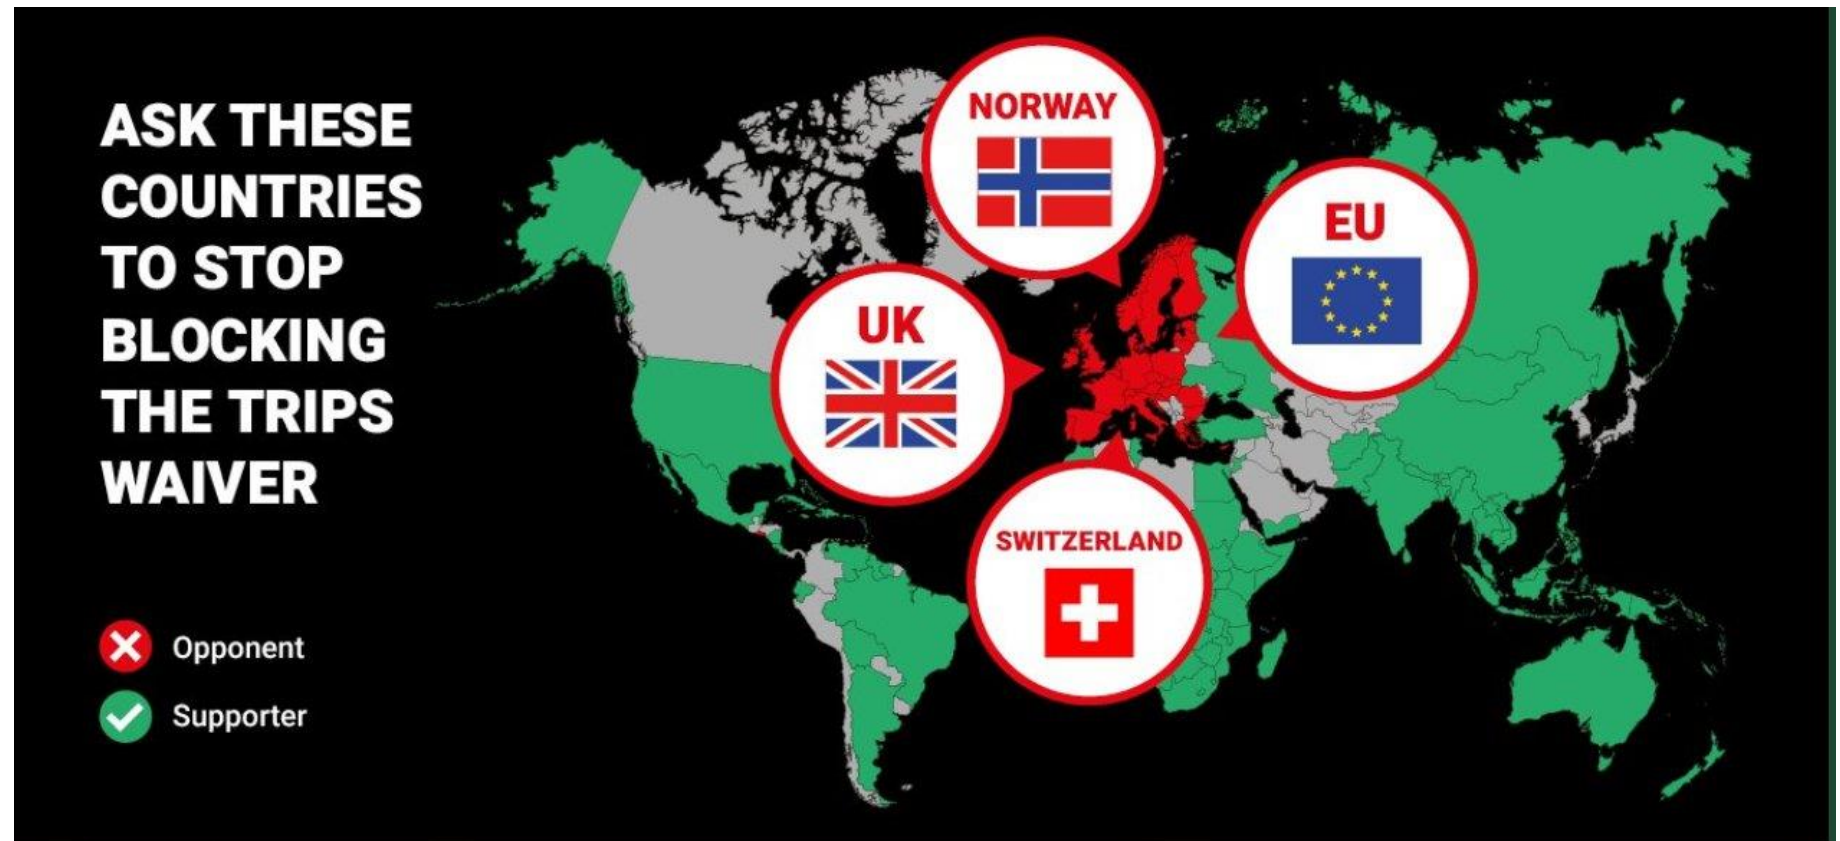 ASK THESE
COUNTRIES
TO STOP
BLOCKING
THE TRIPS
WAIVER
Opponent
Supporter
NORWAY
EU
UK
SWITZERLAND